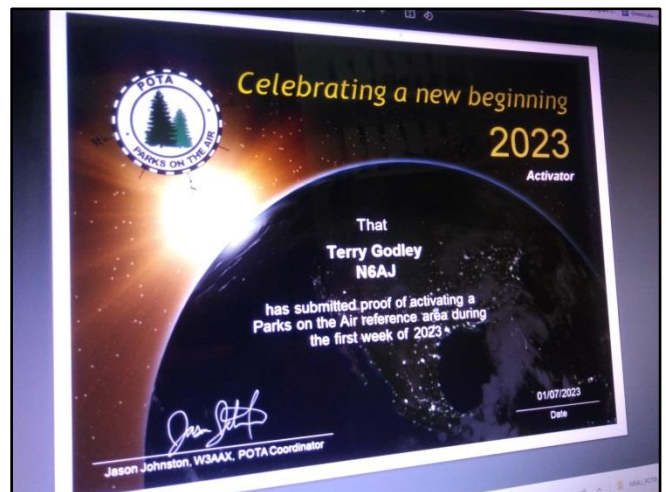 POTA
PARKS ON THE AIR
Celebrating a new beginning
2023
Activator
That
Terry Godley
N6AJ
has submitted proof of activating a
Parks on the Air reference area during
the first week of 2023
Jason Johnston, W3AAX, POTA Coordinator
01/07/2023
Date